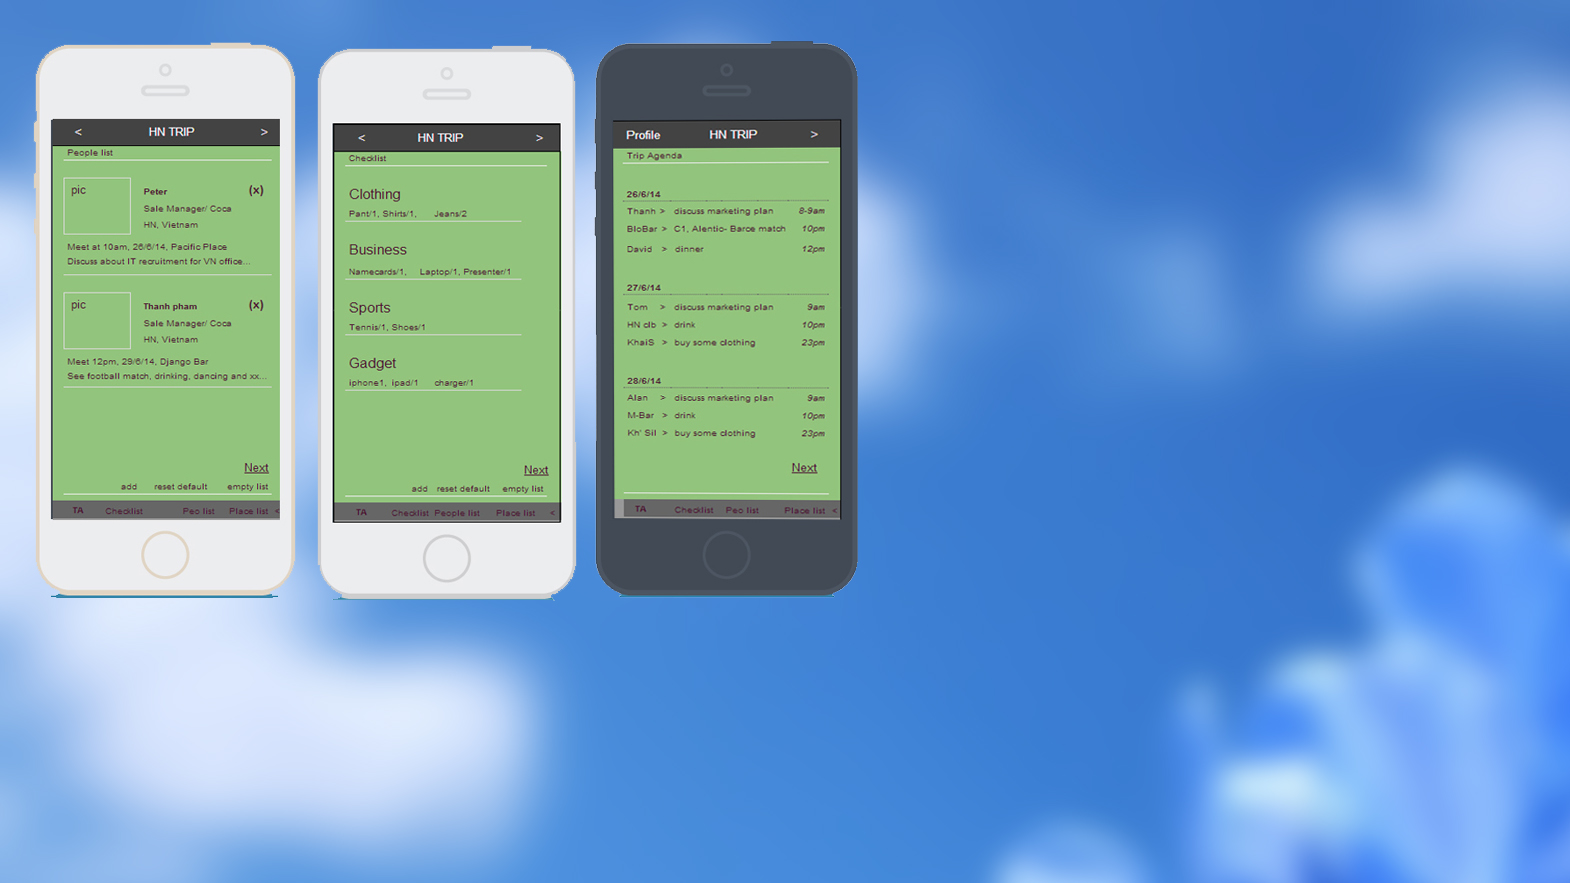 < HN TRIP >
People list
pic
Peter (x)
Sale Manager/ Coca
HN, Vietnam
Meet at 10am, 26/6/14, Pacific Place
Discuss about IT recruitment for VN office...
pic
Thanh pham (x)
Sale Manager/ Coca
HN, Vietnam
Meet 12pm, 29/6/14, Django Bar
See football match, drinking, dancing and xx...
Next
add reset default empty list
TA Checklist Peo list Place list <
< HN TRIP >
Checklist
Clothing
Pant/1, Shirts/1, Jeans/2
Business
Namecards/1, Laptop/1, Presenter/1
Sports
Tennis/1, Shoes/1
Gadget
iphone1, ipad/1 charger/1
Next
add reset default empty list
TA Checklist People list Place list <
Profile HN TRIP >
Trip Agenda
26/6/14
Thanh > discuss marketing plan 8-9am
BloBar > C1, Alentic- Barce match 10pm
David > dinner 12pm
27/6/14
Tom > discuss marketing plan 9am
HN clb > drink 10pm
KhaiS > buy some clothing 23pm
28/6/14
Alan > discuss marketing plan 9am
M-Bar > drink 10pm
Kh' Sil > buy some clothing 23pm
Next
TA Checklist Peo list Place list <